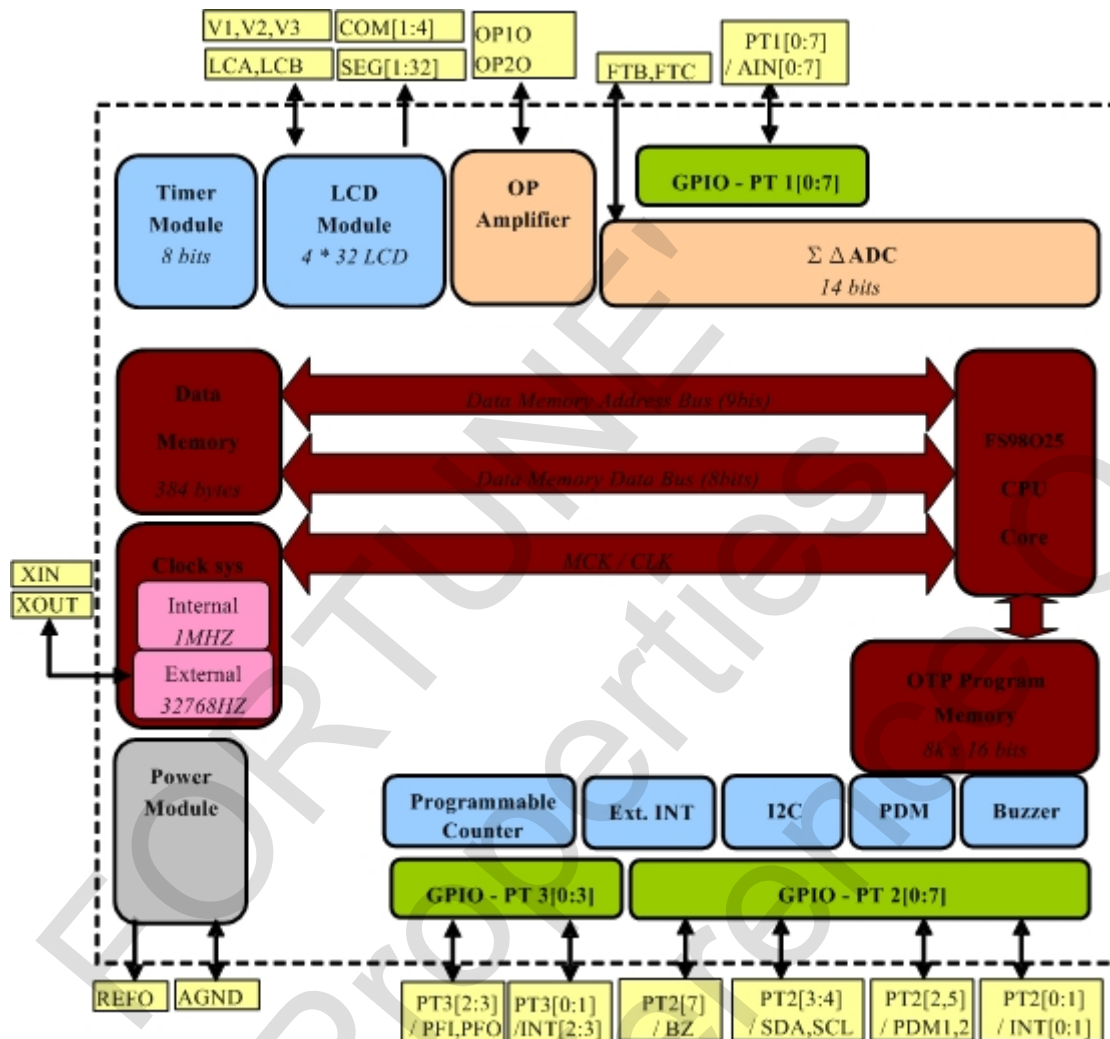 V1,V2,V3
COM[1:4]
OP1O
OP2O
PT1[0:7]
/ AIN[0:7]
LCA,LCB
SEG[1:32]
FTB,FTC
Timer
Module
8 bits
LCD
Module
4 * 32 LCD
OP
Amplifier
GPIO - PT 1[0:7]
Σ Δ ADC
14 bits
Data
Memory
384 bytes
Data Memory Address Bus (9bis)
Data Memory Data Bus (8bits)
MCK / CLK
FS98O25
CPU
Core
XIN
XOUT
Clock sys
Internal
1MHZ
External
32768HZ
OTP Program
Memory
8k x 16 bits
Power
Module
Programmable
Counter
Ext. INT
I2C
PDM
Buzzer
GPIO - PT 3[0:3]
GPIO - PT 2[0:7]
REFO
AGND
PT3[2:3]
/ PFI,PFO
PT3[0:1]
/INT[2:3]
PT2[7]
/ BZ
PT2[3:4]
/ SDA,SCL
PT2[2,5]
/ PDM1,2
PT2[0:1]
/ INT[0:1]
FORTUNE'
Properties